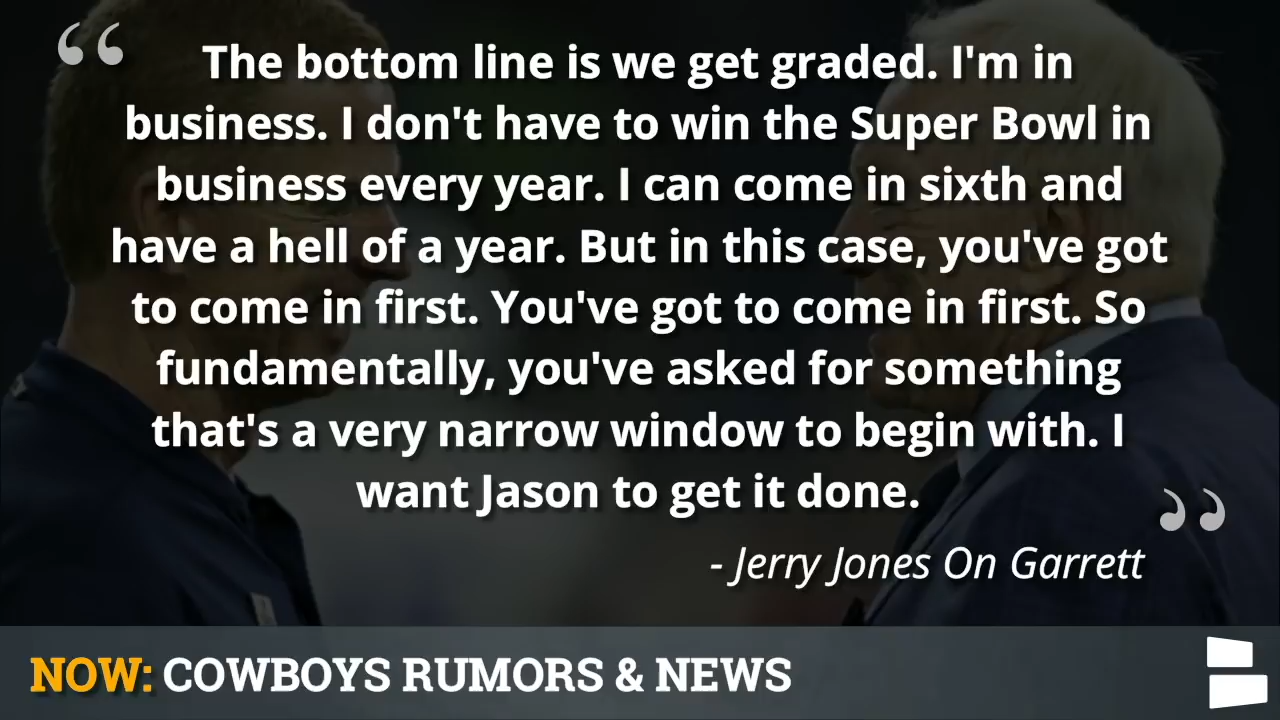 “
The bottom line is we get graded. I'm in
business. I don't have to win the Super Bowl in
business every year. I can come in sixth and
have a hell of a year. But in this case, you've got
to come in first. You've got to come in first. So
fundamentally, you've asked for something
that's a very narrow window to begin with. I
want Jason to get it done.
”
- Jerry Jones On Garrett
NOW: COWBOYS RUMORS & NEWS